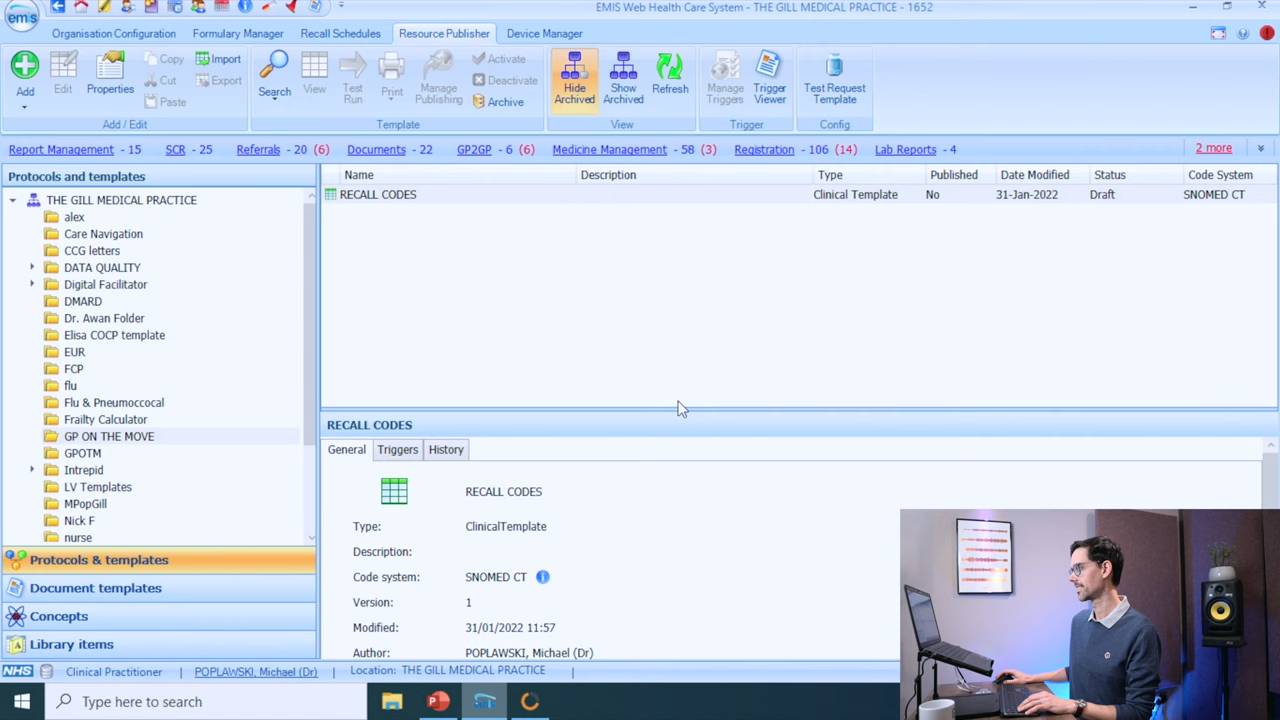 EMIS Web Health Care System - THE GILL MEDICAL PRACTICE - 1652
emis
Organisation Configuration Formulary Manager Recall Schedules Resource Publisher Device Manager
Add
Edit
Properties
Copy
Cut
Paste
Import
Export
Add / Edit
Search
View
Test Run
Print
Manage Publishing
Activate
Deactivate
Archive
Template
Hide Archived
Show Archived
Refresh
View
Manage Triggers
Trigger Viewer
Trigger
Test Request Template
Config
Report Management - 15 SCR - 25 Referrals - 20 (6) Documents - 22 GP2GP - 6 (6) Medicine Management - 58 (3) Registration - 106 (14) Lab Reports - 4 2 more
Protocols and templates
THE GILL MEDICAL PRACTICE
alex
Care Navigation
CCG letters
DATA QUALITY
Digital Facilitator
DMARD
Dr. Awan Folder
Elisa COCP template
EUR
FCP
flu
Flu & Pneumoccocal
Frailty Calculator
GP ON THE MOVE
GPOTM
Intrepid
LV Templates
MPopGill
Nick F
nurse
Protocols & templates
Document templates
Concepts
Library items
Name Description Type Published Date Modified Status Code System
RECALL CODES Clinical Template No 31-Jan-2022 Draft SNOMED CT
RECALL CODES
General Triggers History
RECALL CODES
Type: ClinicalTemplate
Description:
Code system: SNOMED CT
Version: 1
Modified: 31/01/2022 11:57
Author: POPLAWSKI, Michael (Dr)
NHS Clinical Practitioner | POPLAWSKI, Michael (Dr) | Location: THE GILL MEDICAL PRACTICE |
Type here to search